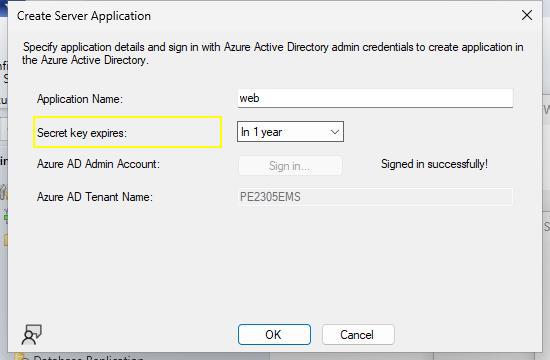 Create Server Application
Specify application details and sign in with Azure Active Directory admin credentials to create application in
the Azure Active Directory.
Application Name: web
Secret key expires: In 1 year
Azure AD Admin Account: Sign in... Signed in successfully!
Azure AD Tenant Name: PE2305EMS
OK Cancel
Database Replication